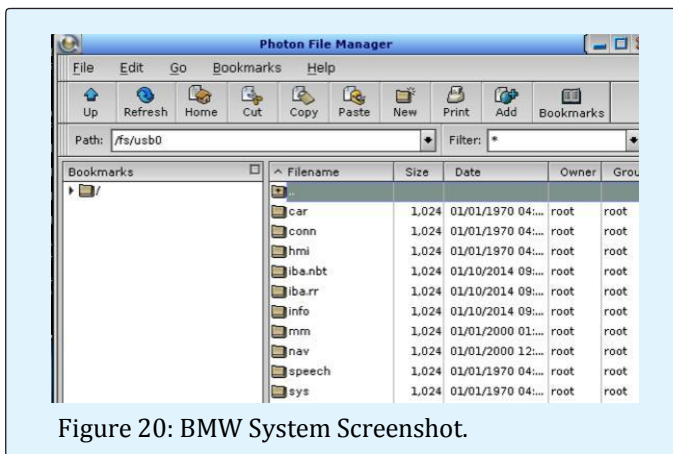 Photon File Manager
File Edit Go Bookmarks Help
Up Refresh Home Cut Copy Paste New Print Add Bookmarks
Path: /fs/usb0 Filter: *
Bookmarks ^ Filename Size Date Owner Grou
/ ..
car 1,024 01/01/1970 04:... root root
conn 1,024 01/01/1970 04:... root root
hmi 1,024 01/01/1970 04:... root root
iba.nbt 1,024 01/10/2014 09:... root root
iba.rr 1,024 01/10/2014 09:... root root
info 1,024 01/10/2014 09:... root root
mm 1,024 01/01/2000 01:... root root
nav 1,024 01/01/2000 12:... root root
speech 1,024 01/01/1970 04:... root root
sys 1,024 01/01/1970 04:... root root
Figure 20: BMW System Screenshot.